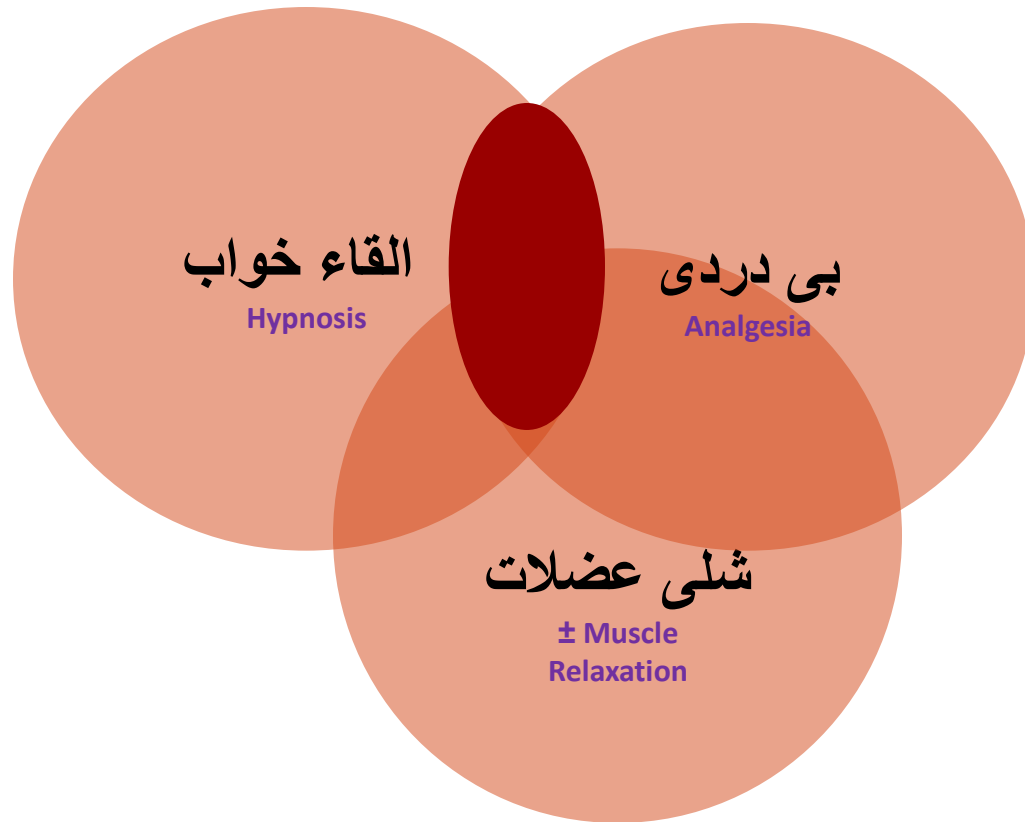 القاء خواب
Hypnosis
بی دردی
Analgesia
شلی عضلات
± Muscle
Relaxation